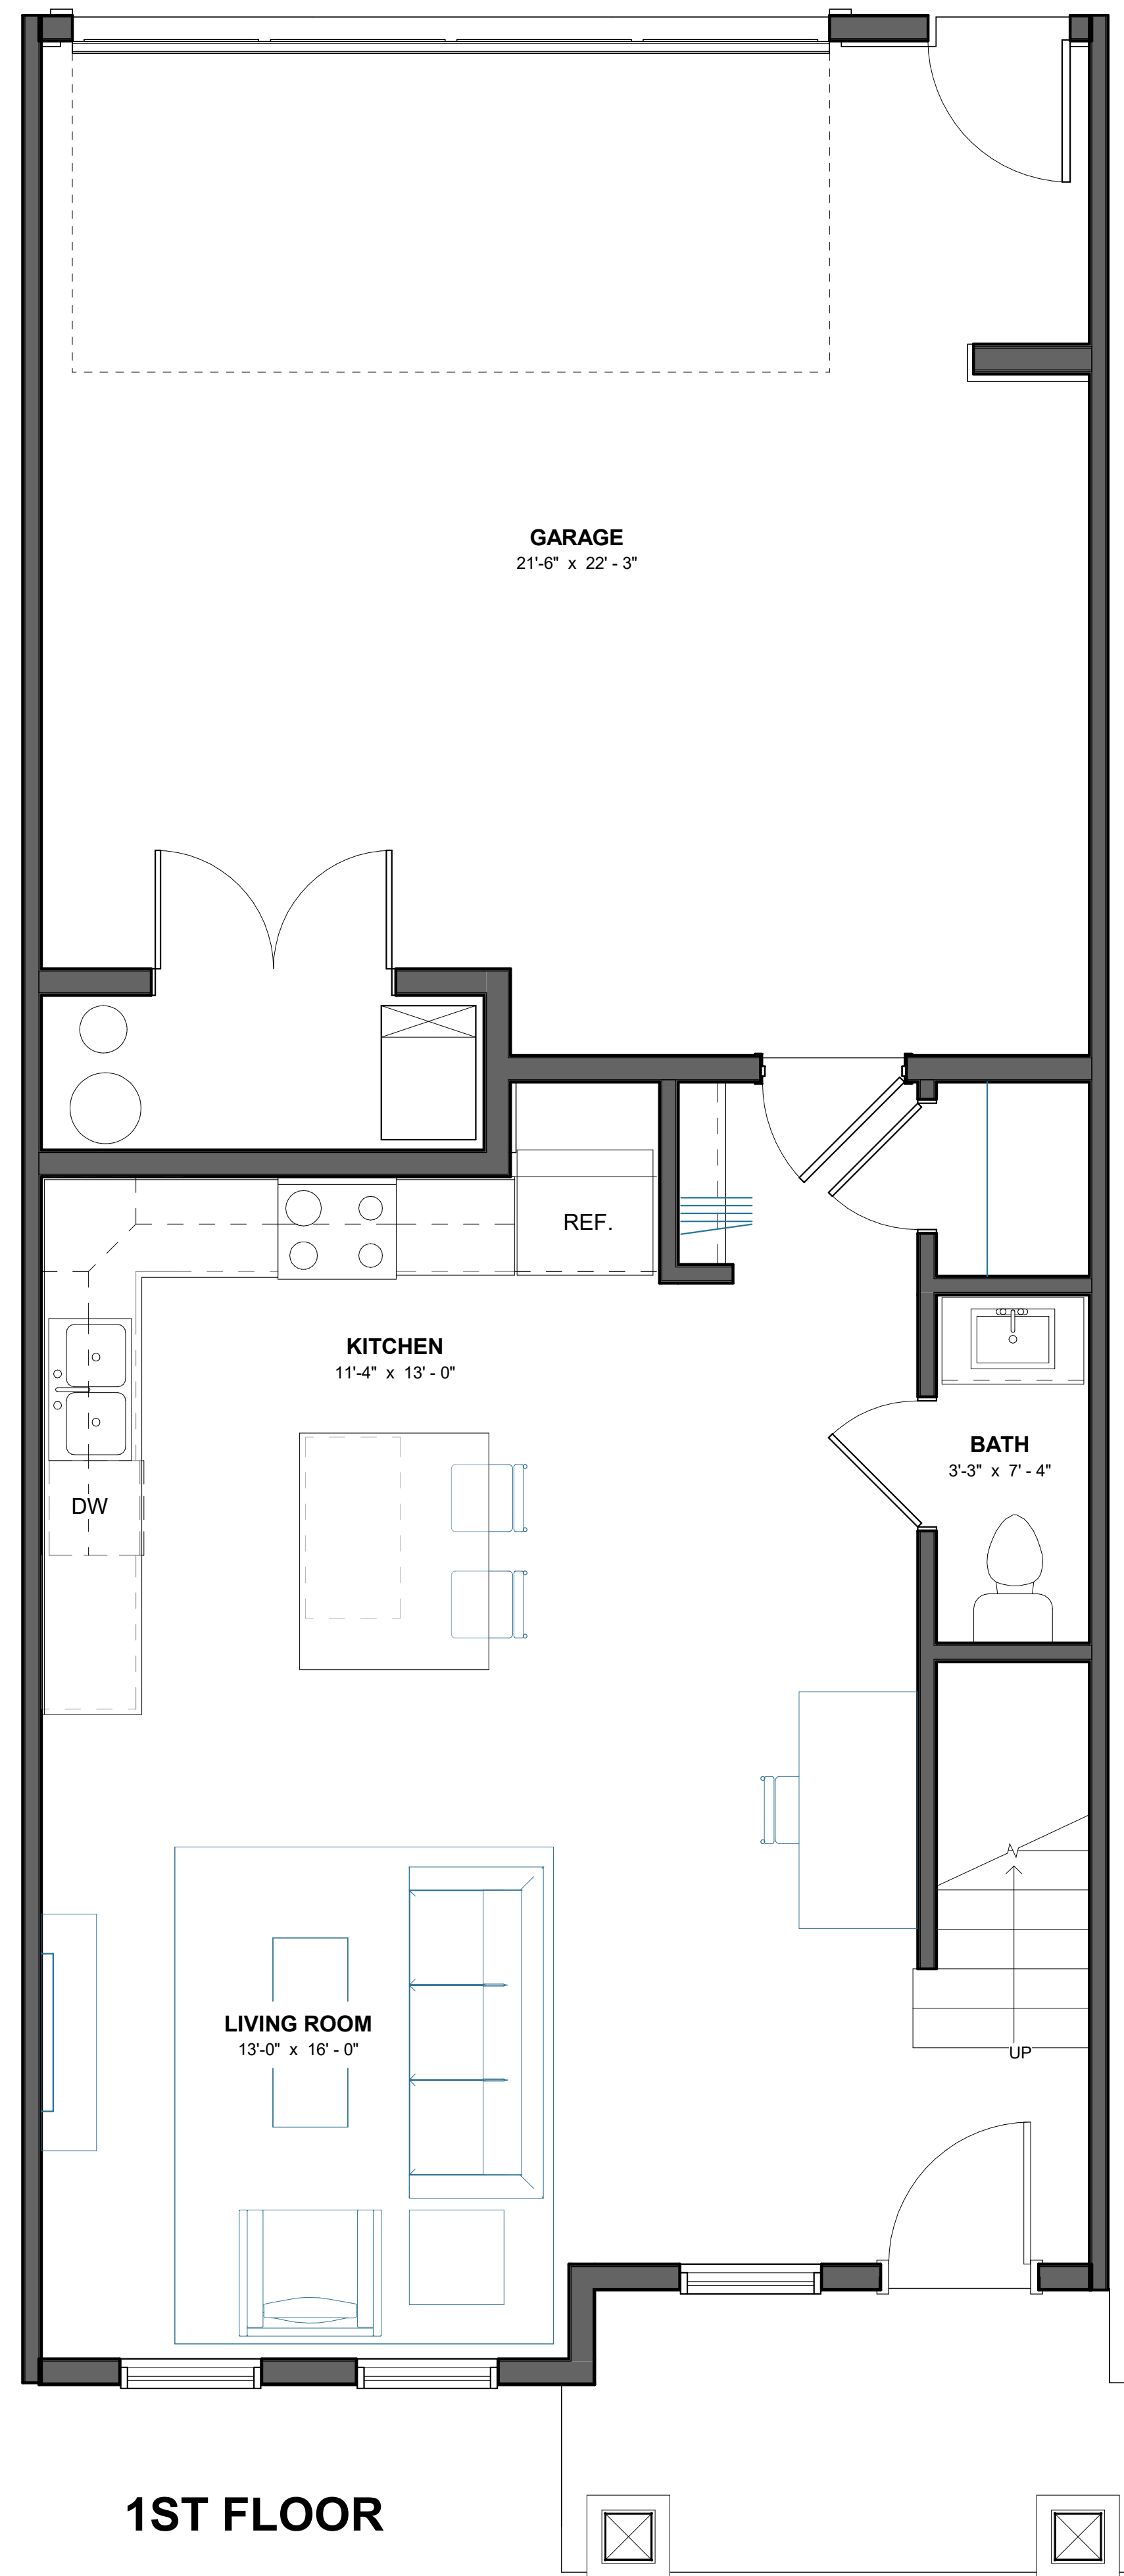 GARAGE
21'-6" x 22' - 3"
REF.
KITCHEN
11'-4" x 13' - 0"
BATH
3'-3" x 7' - 4"
DW
LIVING ROOM
13'-0" x 16' - 0"
UP
1ST FLOOR